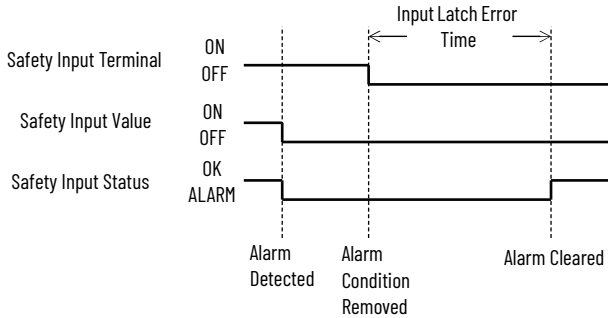 Input Latch Error
Time
Safety Input Terminal
ON
OFF
Safety Input Value
ON
OFF
Safety Input Status
OK
ALARM
Alarm
Detected
Alarm
Condition
Removed
Alarm Cleared